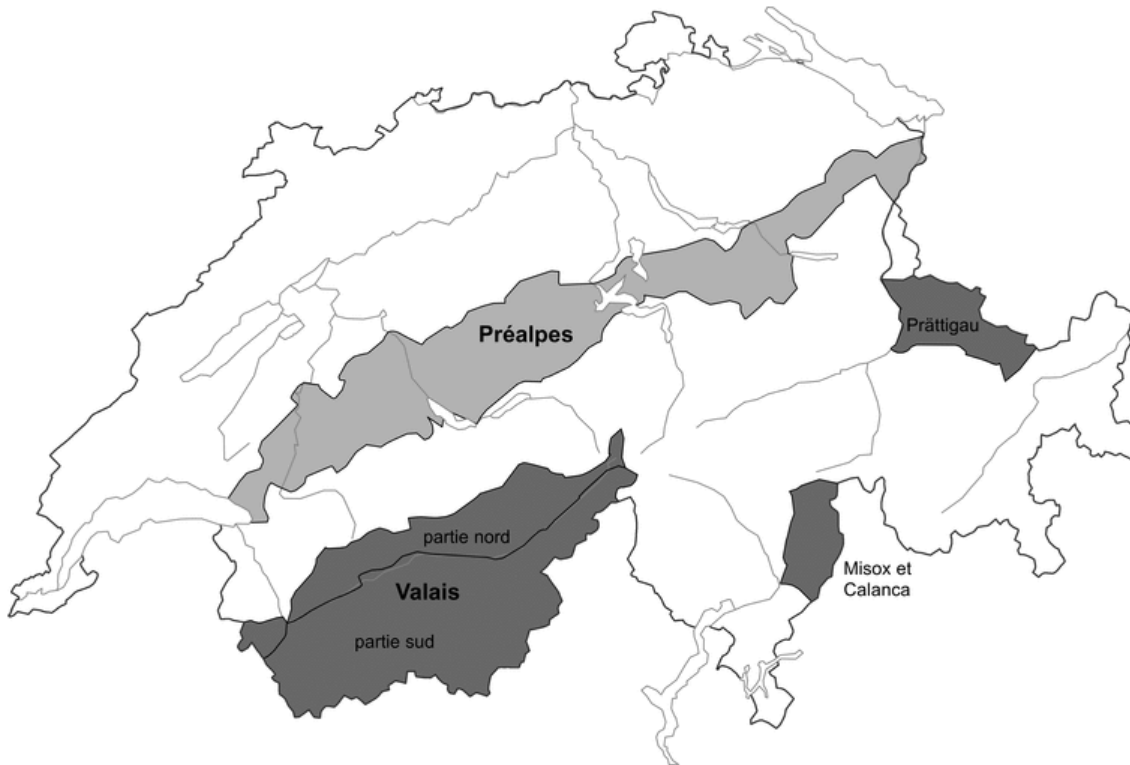 Préalpes
Prättigau
partie nord
Valais
partie sud
Misox et
Calanca